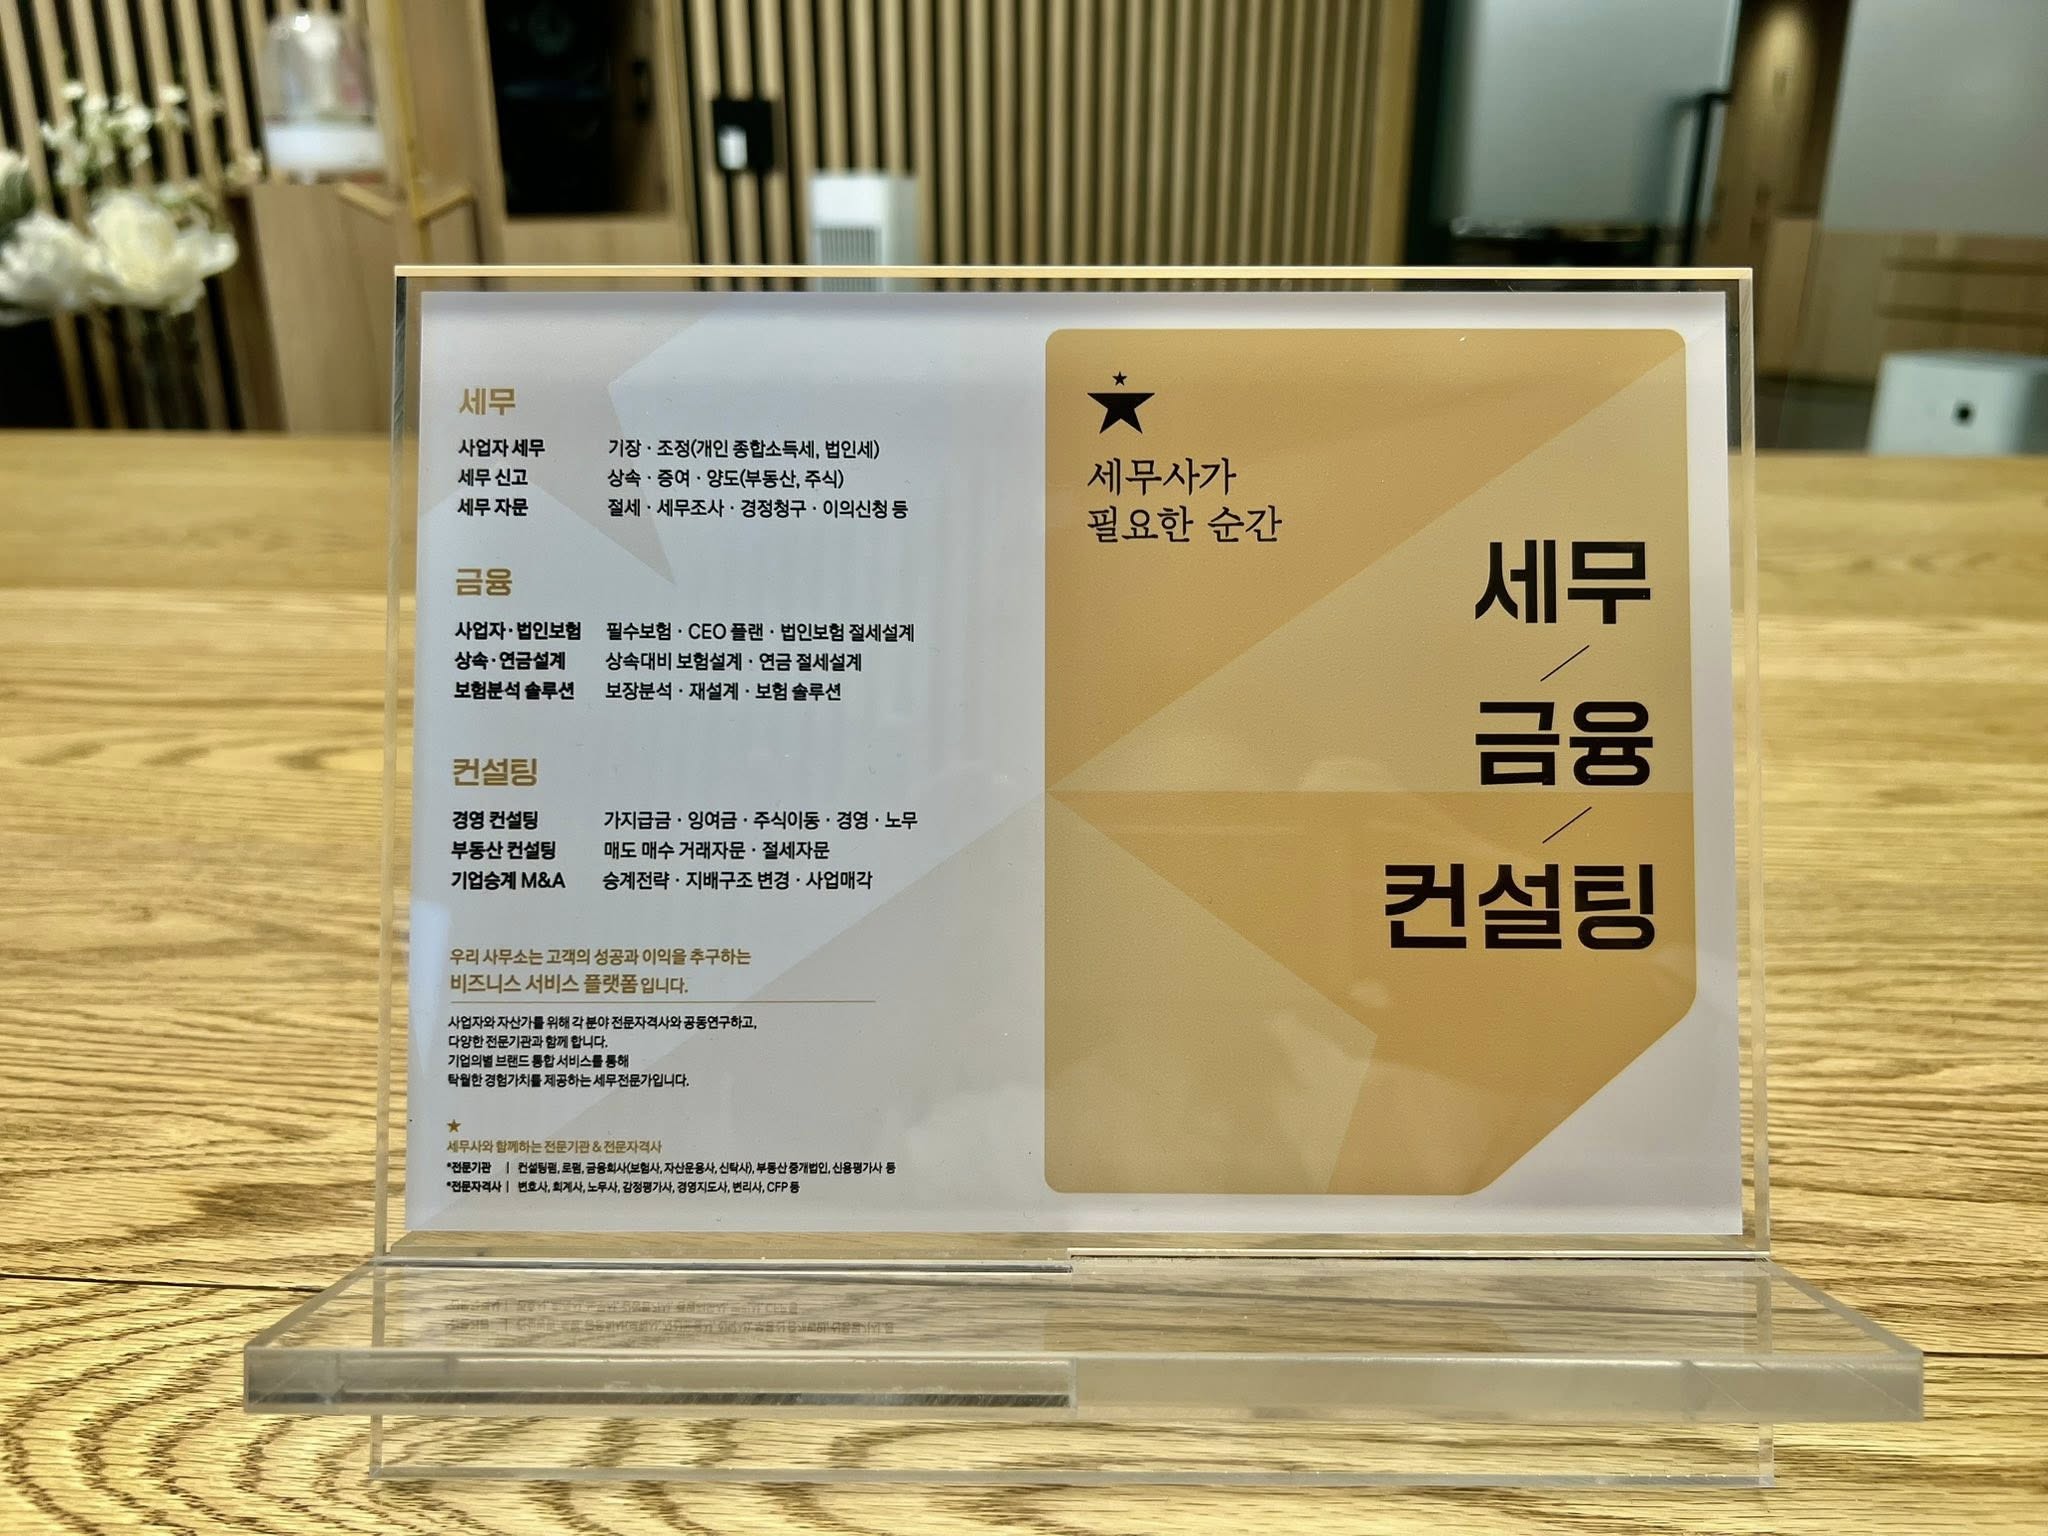 세무
사업자 세무 기장 · 조정(개인 종합소득세, 법인세)
세무 신고 상속 · 증여 · 양도(부동산, 주식)
세무 자문 절세 · 세무조사 · 경정청구 · 이의신청 등
금융
사업자·법인보험 필수보험 · CEO 플랜 · 법인보험 절세설계
상속·연금설계 상속대비 보험설계 · 연금 절세설계
보험분석 솔루션 보장분석 · 재설계 · 보험 솔루션
컨설팅
경영 컨설팅 가지급금 · 잉여금 · 주식이동 · 경영 · 노무
부동산 컨설팅 매도 매수 거래자문 · 절세자문
기업승계 M&A 승계전략 · 지배구조 변경 · 사업매각
우리 사무소는 고객의 성공과 이익을 추구하는
비즈니스 서비스 플랫폼 입니다.
사업자와 자산가를 위해 각 분야 전문자격사와 공동연구하고,
다양한 전문기관과 함께 합니다.
기업의별 브랜드 통합 서비스를 통해
탁월한 경험가치를 제공하는 세무전문가입니다.
세무사와 함께하는 전문기관 & 전문자격사
*전문기관 | 컨설팅펌, 로펌, 금융회사(보험사, 자산운용사, 신탁사), 부동산 중개법인, 신용평가사 등
*전문자격사 | 변호사, 회계사, 노무사, 감정평가사, 경영지도사, 변리사, CFP 등
세무사가
필요한 순간
세무
/
금융
/
컨설팅